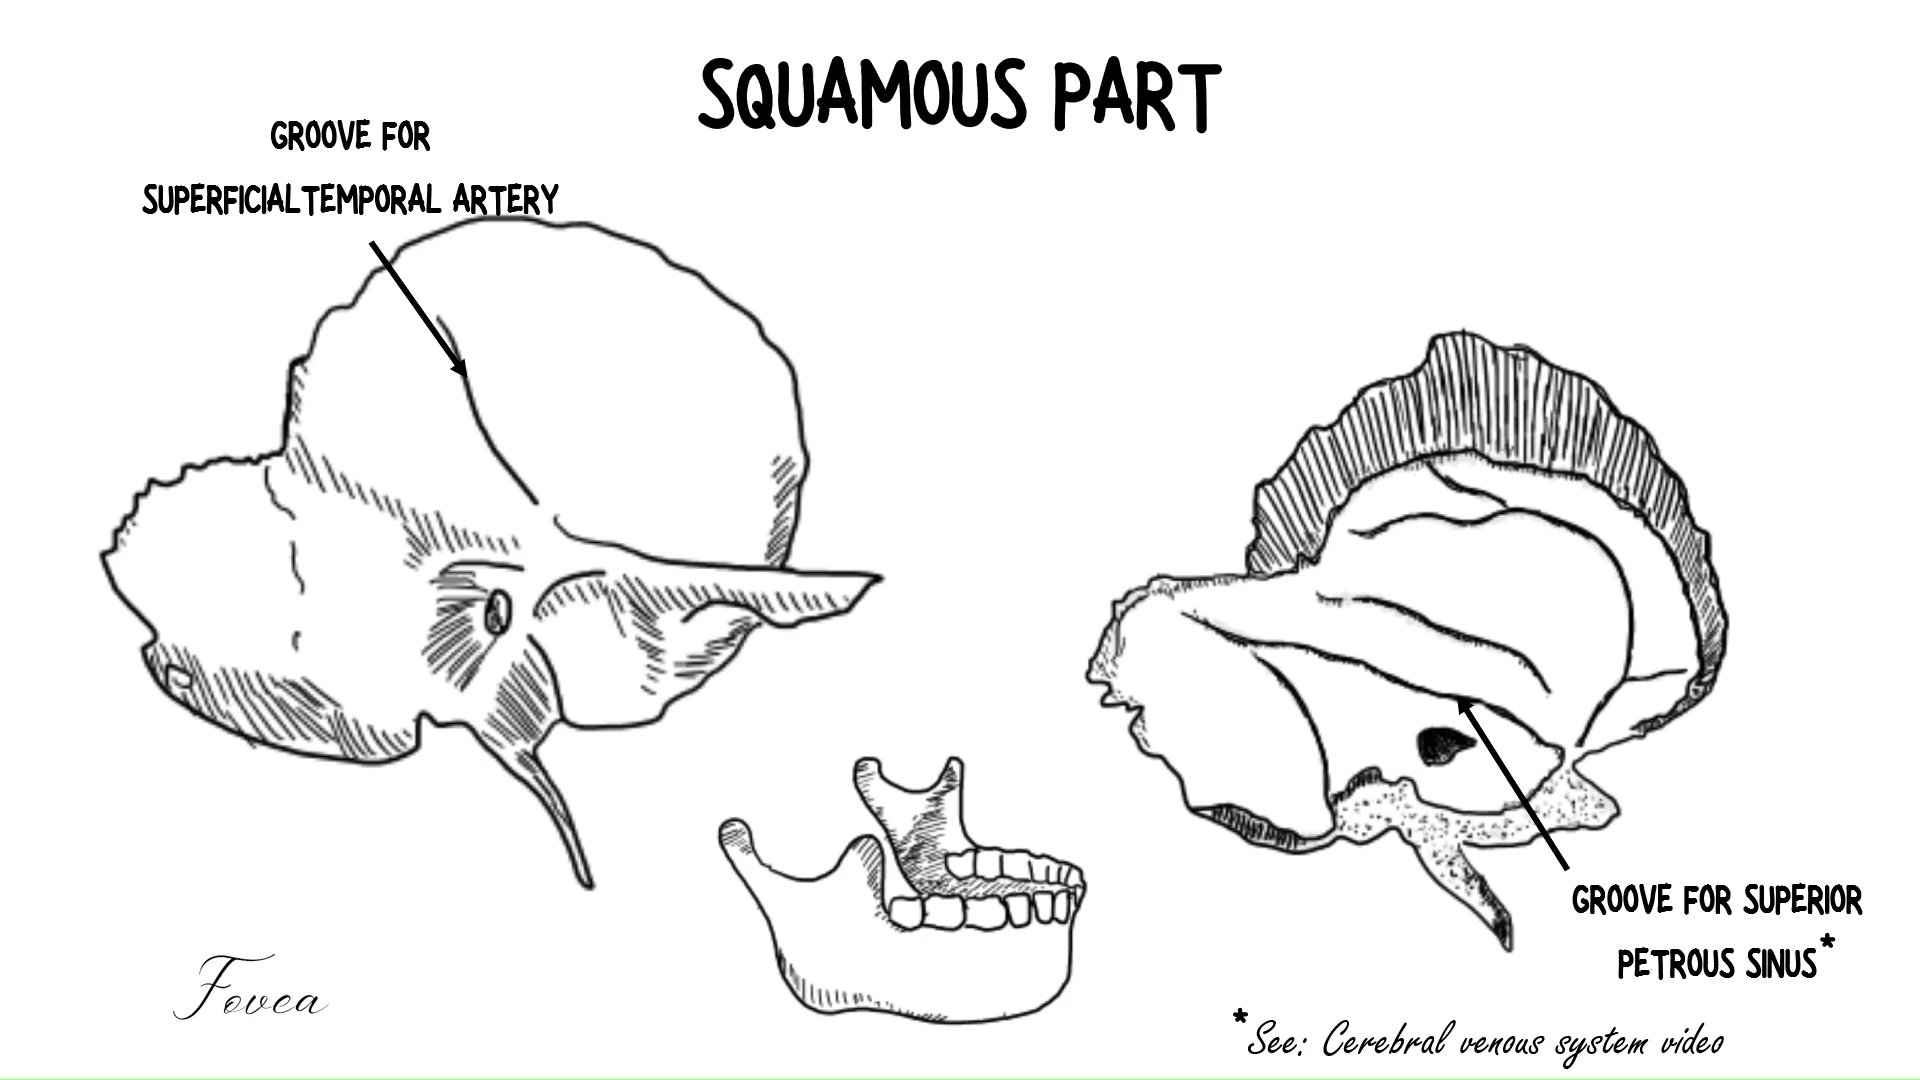 SQUAMOUS PART
GROOVE FOR
SUPERFICIALTEMPORAL ARTERY
GROOVE FOR SUPERIOR
PETROUS SINUS*
Fovea
*See: Cerebral venous system video